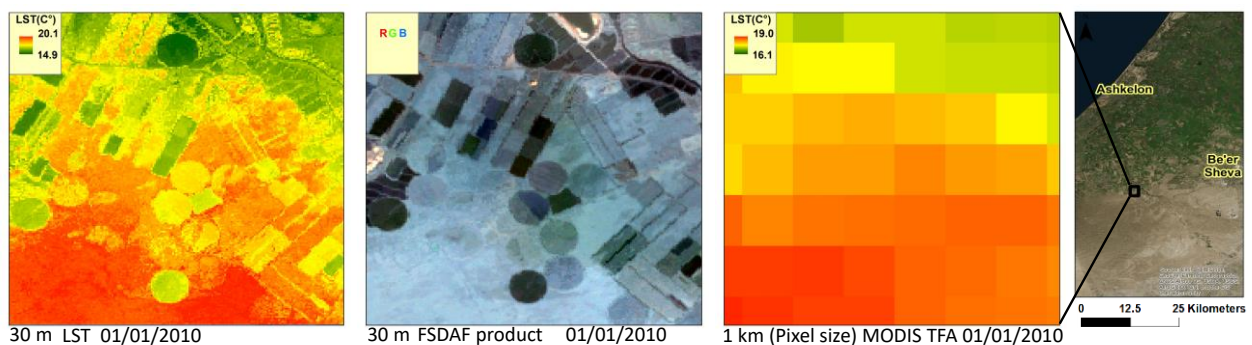 LST(C°)
20.1
14.9
30 m LST 01/01/2010
RGB
30 m FSDAF product 01/01/2010
LST(C°)
19.0
16.1
1 km (Pixel size) MODIS TFA 01/01/2010
Ashkelon
Be'er
Sheva
0 12.5 25 Kilometers